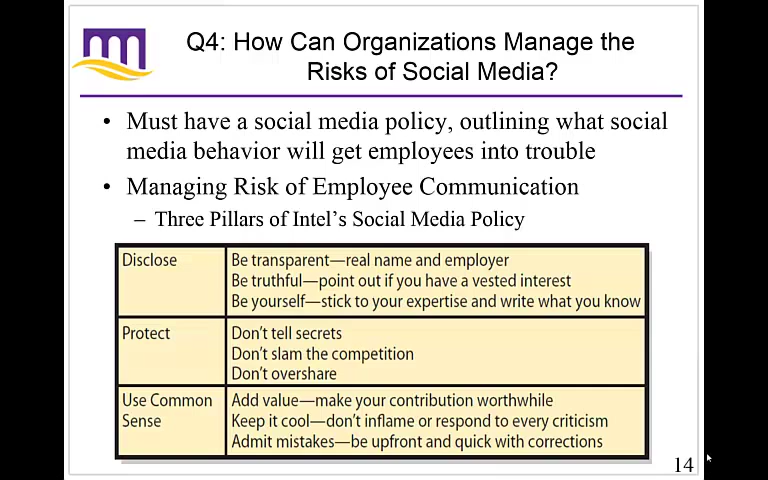 Q4: How Can Organizations Manage the
Risks of Social Media?
• Must have a social media policy, outlining what social
media behavior will get employees into trouble
• Managing Risk of Employee Communication
– Three Pillars of Intel's Social Media Policy
Disclose
Be transparent—real name and employer
Be truthful—point out if you have a vested interest
Be yourself—stick to your expertise and write what you know
Protect
Don't tell secrets
Don't slam the competition
Don't overshare
Use Common
Sense
Add value—make your contribution worthwhile
Keep it cool—don't inflame or respond to every criticism
Admit mistakes—be upfront and quick with corrections
14